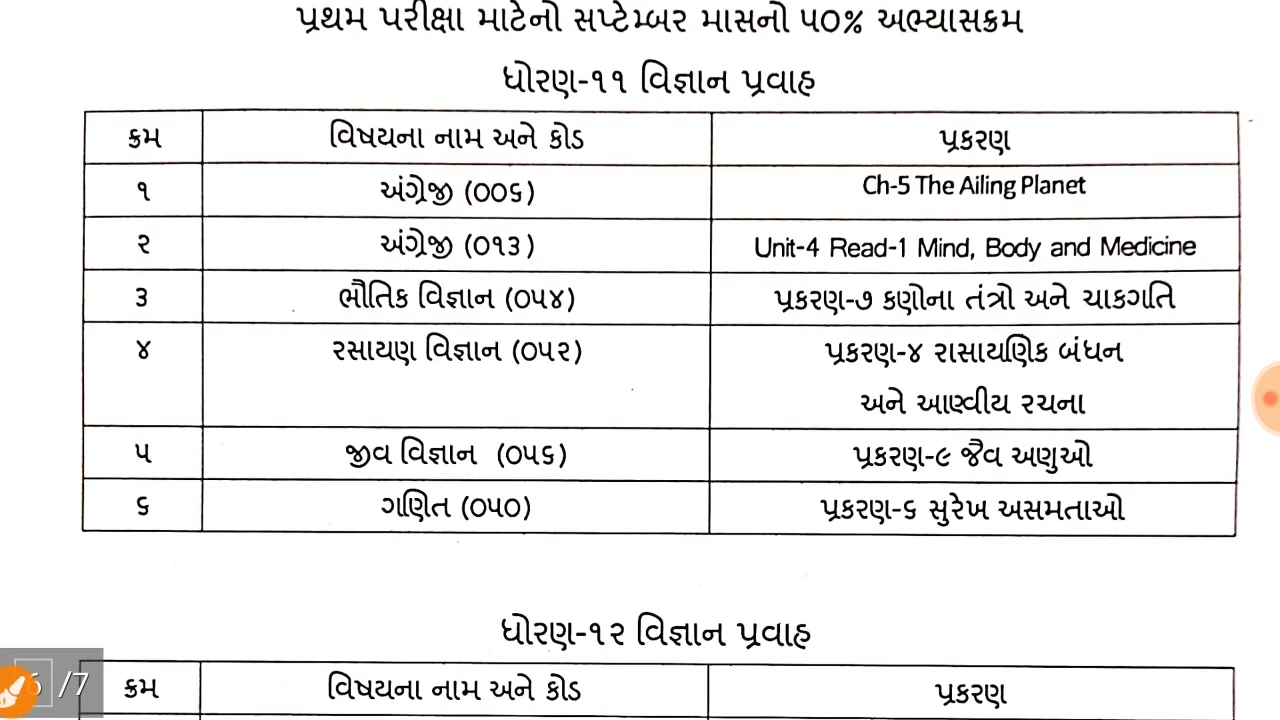 પ્રથમ પરીક્ષા માટેનો સપ્ટેમ્બર માસનો ૫૦% અભ્યાસક્રમ
ધોરણ-૧૧ વિજ્ઞાન પ્રવાહ
ક્રમ વિષયના નામ અને કોડ પ્રકરણ
૧ અંગ્રેજી (૦૦૬) Ch-5 The Ailing Planet
૨ અંગ્રેજી (૦૧૩) Unit-4 Read-1 Mind, Body and Medicine
૩ ભૌતિક વિજ્ઞાન (૦૫૪) પ્રકરણ-૭ કણોના તંત્રો અને ચાકગતિ
૪ રસાયણ વિજ્ઞાન (૦૫૨) પ્રકરણ-૪ રાસાયણિક બંધન
અને આણ્વીય રચના
૫ જીવ વિજ્ઞાન (૦૫૬) પ્રકરણ-૯ જૈવ અણુઓ
૬ ગણિત (૦૫૦) પ્રકરણ-૬ સુરેખ અસમતાઓ
ધોરણ-૧૨ વિજ્ઞાન પ્રવાહ
ક્રમ વિષયના નામ અને કોડ પ્રકરણ
6 /7